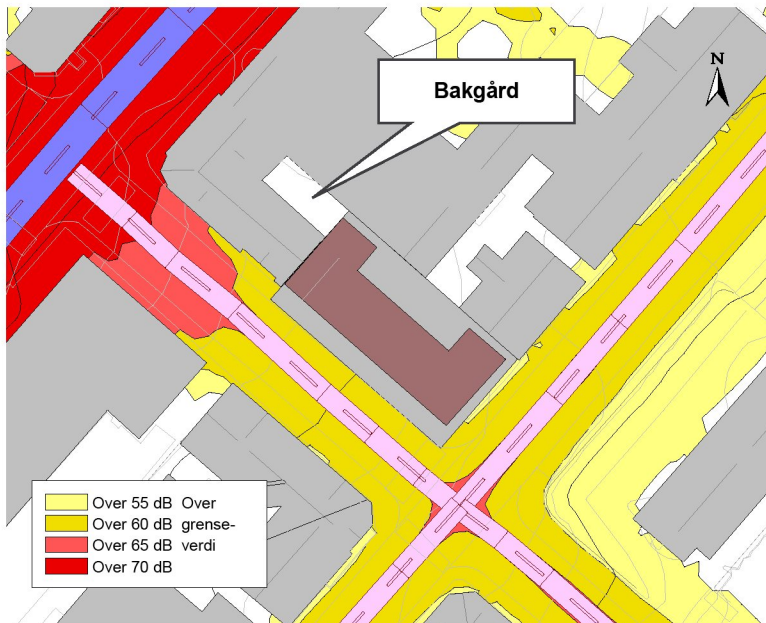 Bakgård
N
Over 55 dB Over
Over 60 dB grense-
Over 65 dB verdi
Over 70 dB